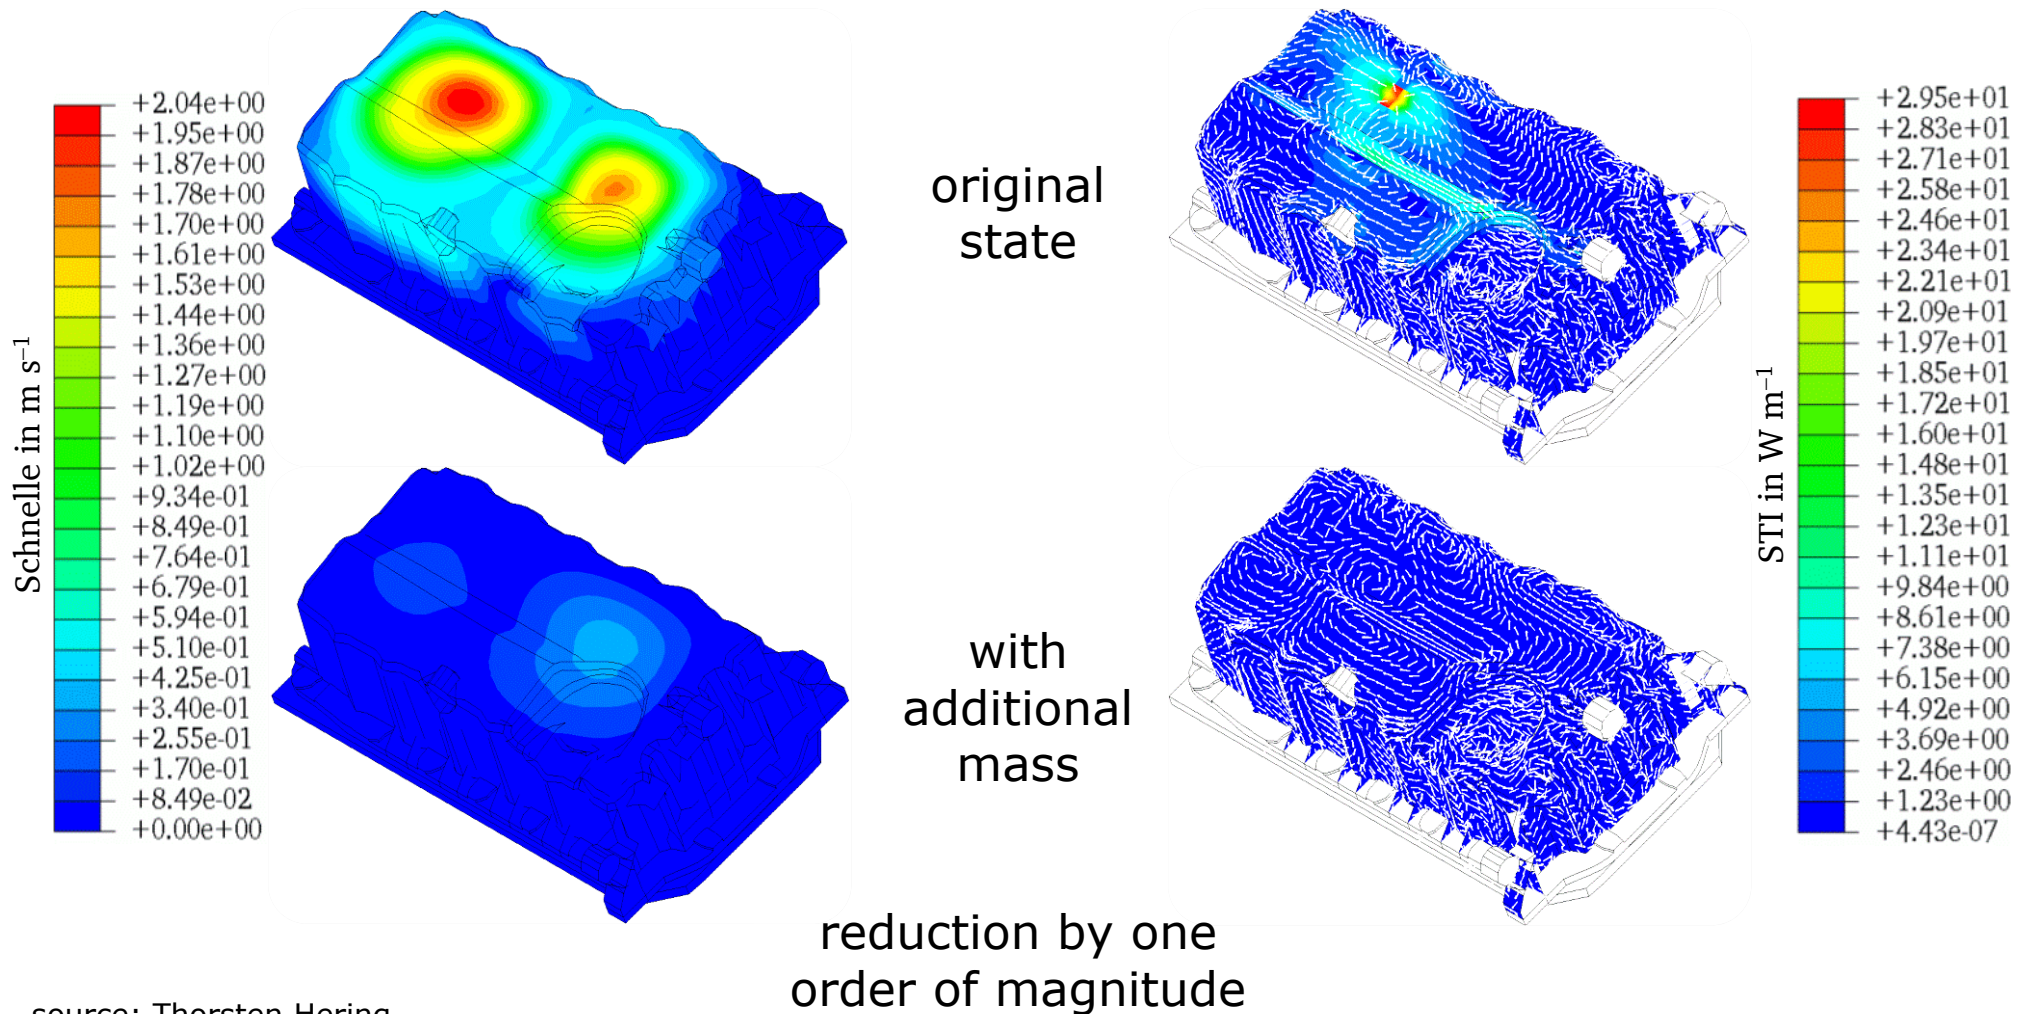 +2.04e+00
+1.95e+00
+1.87e+00
+1.78e+00
+1.70e+00
+1.61e+00
+1.53e+00
+1.44e+00
+1.36e+00
+1.27e+00
+1.19e+00
+1.10e+00
+1.02e+00
+9.34e-01
+8.49e-01
+7.64e-01
+6.79e-01
+5.94e-01
+5.10e-01
+4.25e-01
+3.40e-01
+2.55e-01
+1.70e-01
+8.49e-02
+0.00e+00
Schnelle in m s⁻¹
original
state
with
additional
mass
reduction by one
order of magnitude
STI in W m⁻¹
+2.95e+01
+2.83e+01
+2.71e+01
+2.58e+01
+2.46e+01
+2.34e+01
+2.21e+01
+2.09e+01
+1.97e+01
+1.85e+01
+1.72e+01
+1.60e+01
+1.48e+01
+1.35e+01
+1.23e+01
+1.11e+01
+9.84e+00
+8.61e+00
+7.38e+00
+6.15e+00
+4.92e+00
+3.69e+00
+2.46e+00
+1.23e+00
+4.43e-07
source: Thorsten Hering